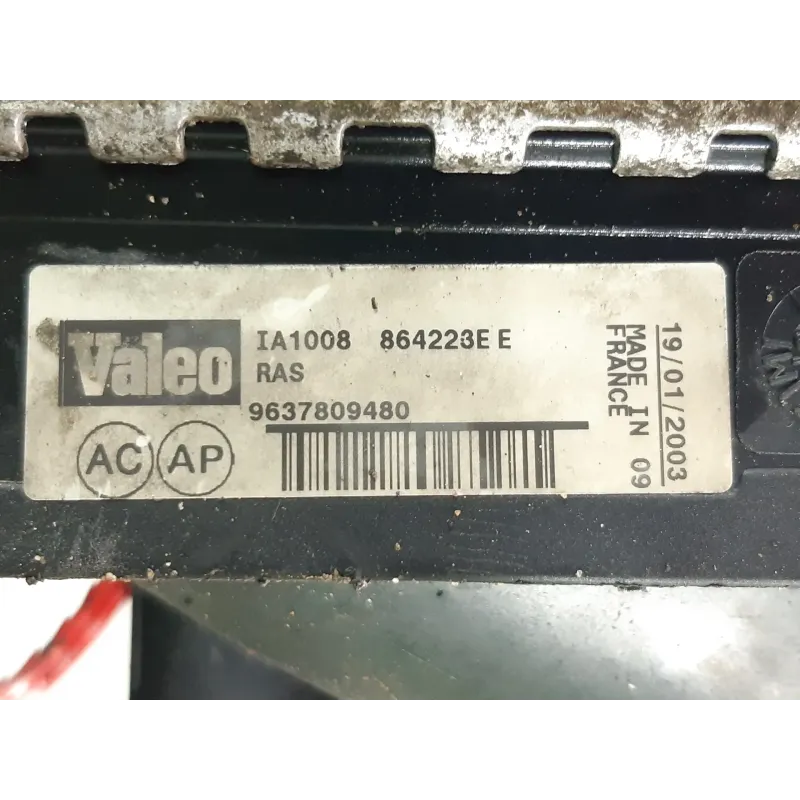 Valeo
IA1008 864223E E
RAS
9637809480
AC AP
19/01/2003
MADE IN 09
FRANCE